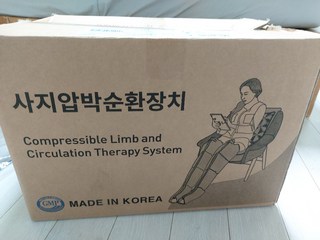 사지압박순환장치
Compressible Limb and
Circulation Therapy System
GMP
MADE IN KOREA